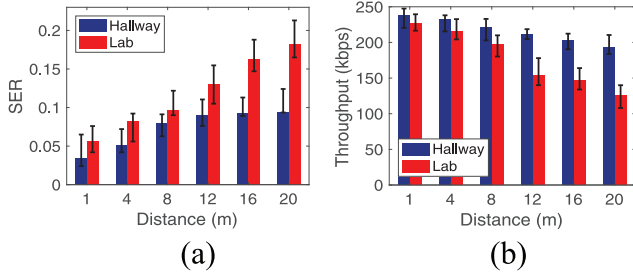 SER
0.2
0.15
0.1
0.05
0
Hallway
Lab
1 4 8 12 16 20
Distance (m)
(a)
Throughput (kbps)
250
200
150
100
50
0
Hallway
Lab
1 4 8 12 16 20
Distance (m)
(b)